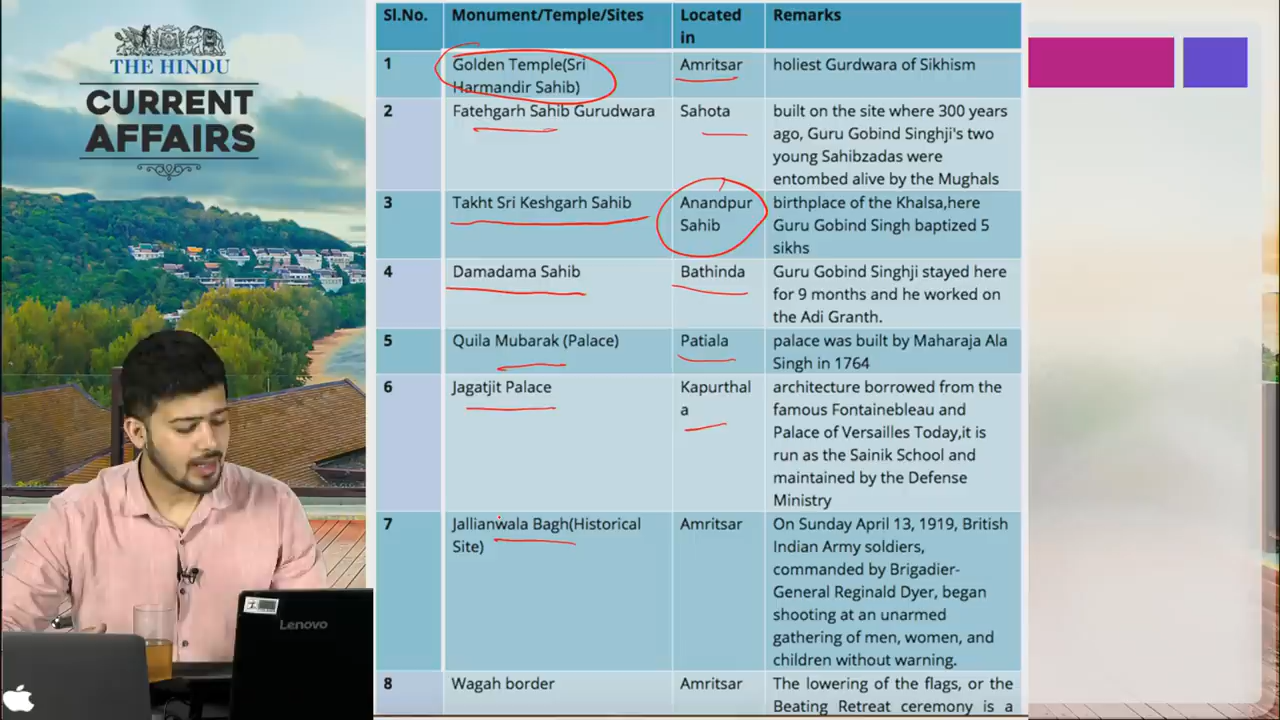 THE HINDU
CURRENT
AFFAIRS
Sl.No. Monument/Temple/Sites Located in Remarks
1 Golden Temple(Sri Harmandir Sahib) Amritsar holiest Gurdwara of Sikhism
2 Fatehgarh Sahib Gurudwara Sahota built on the site where 300 years
ago, Guru Gobind Singhji's two
young Sahibzadas were
entombed alive by the Mughals
3 Takht Sri Keshgarh Sahib Anandpur Sahib birthplace of the Khalsa,here
Guru Gobind Singh baptized 5
sikhs
4 Damadama Sahib Bathinda Guru Gobind Singhji stayed here
for 9 months and he worked on
the Adi Granth.
5 Quila Mubarak (Palace) Patiala palace was built by Maharaja Ala
Singh in 1764
6 Jagatjit Palace Kapurthal
a architecture borrowed from the
famous Fontainebleau and
Palace of Versailles Today,it is
run as the Sainik School and
maintained by the Defense
Ministry
7 Jallianwala Bagh(Historical
Site) Amritsar On Sunday April 13, 1919, British
Indian Army soldiers,
commanded by Brigadier-
General Reginald Dyer, began
shooting at an unarmed
gathering of men, women, and
children without warning.
8 Wagah border Amritsar The lowering of the flags, or the
Beating Retreat ceremony is a
Lenovo